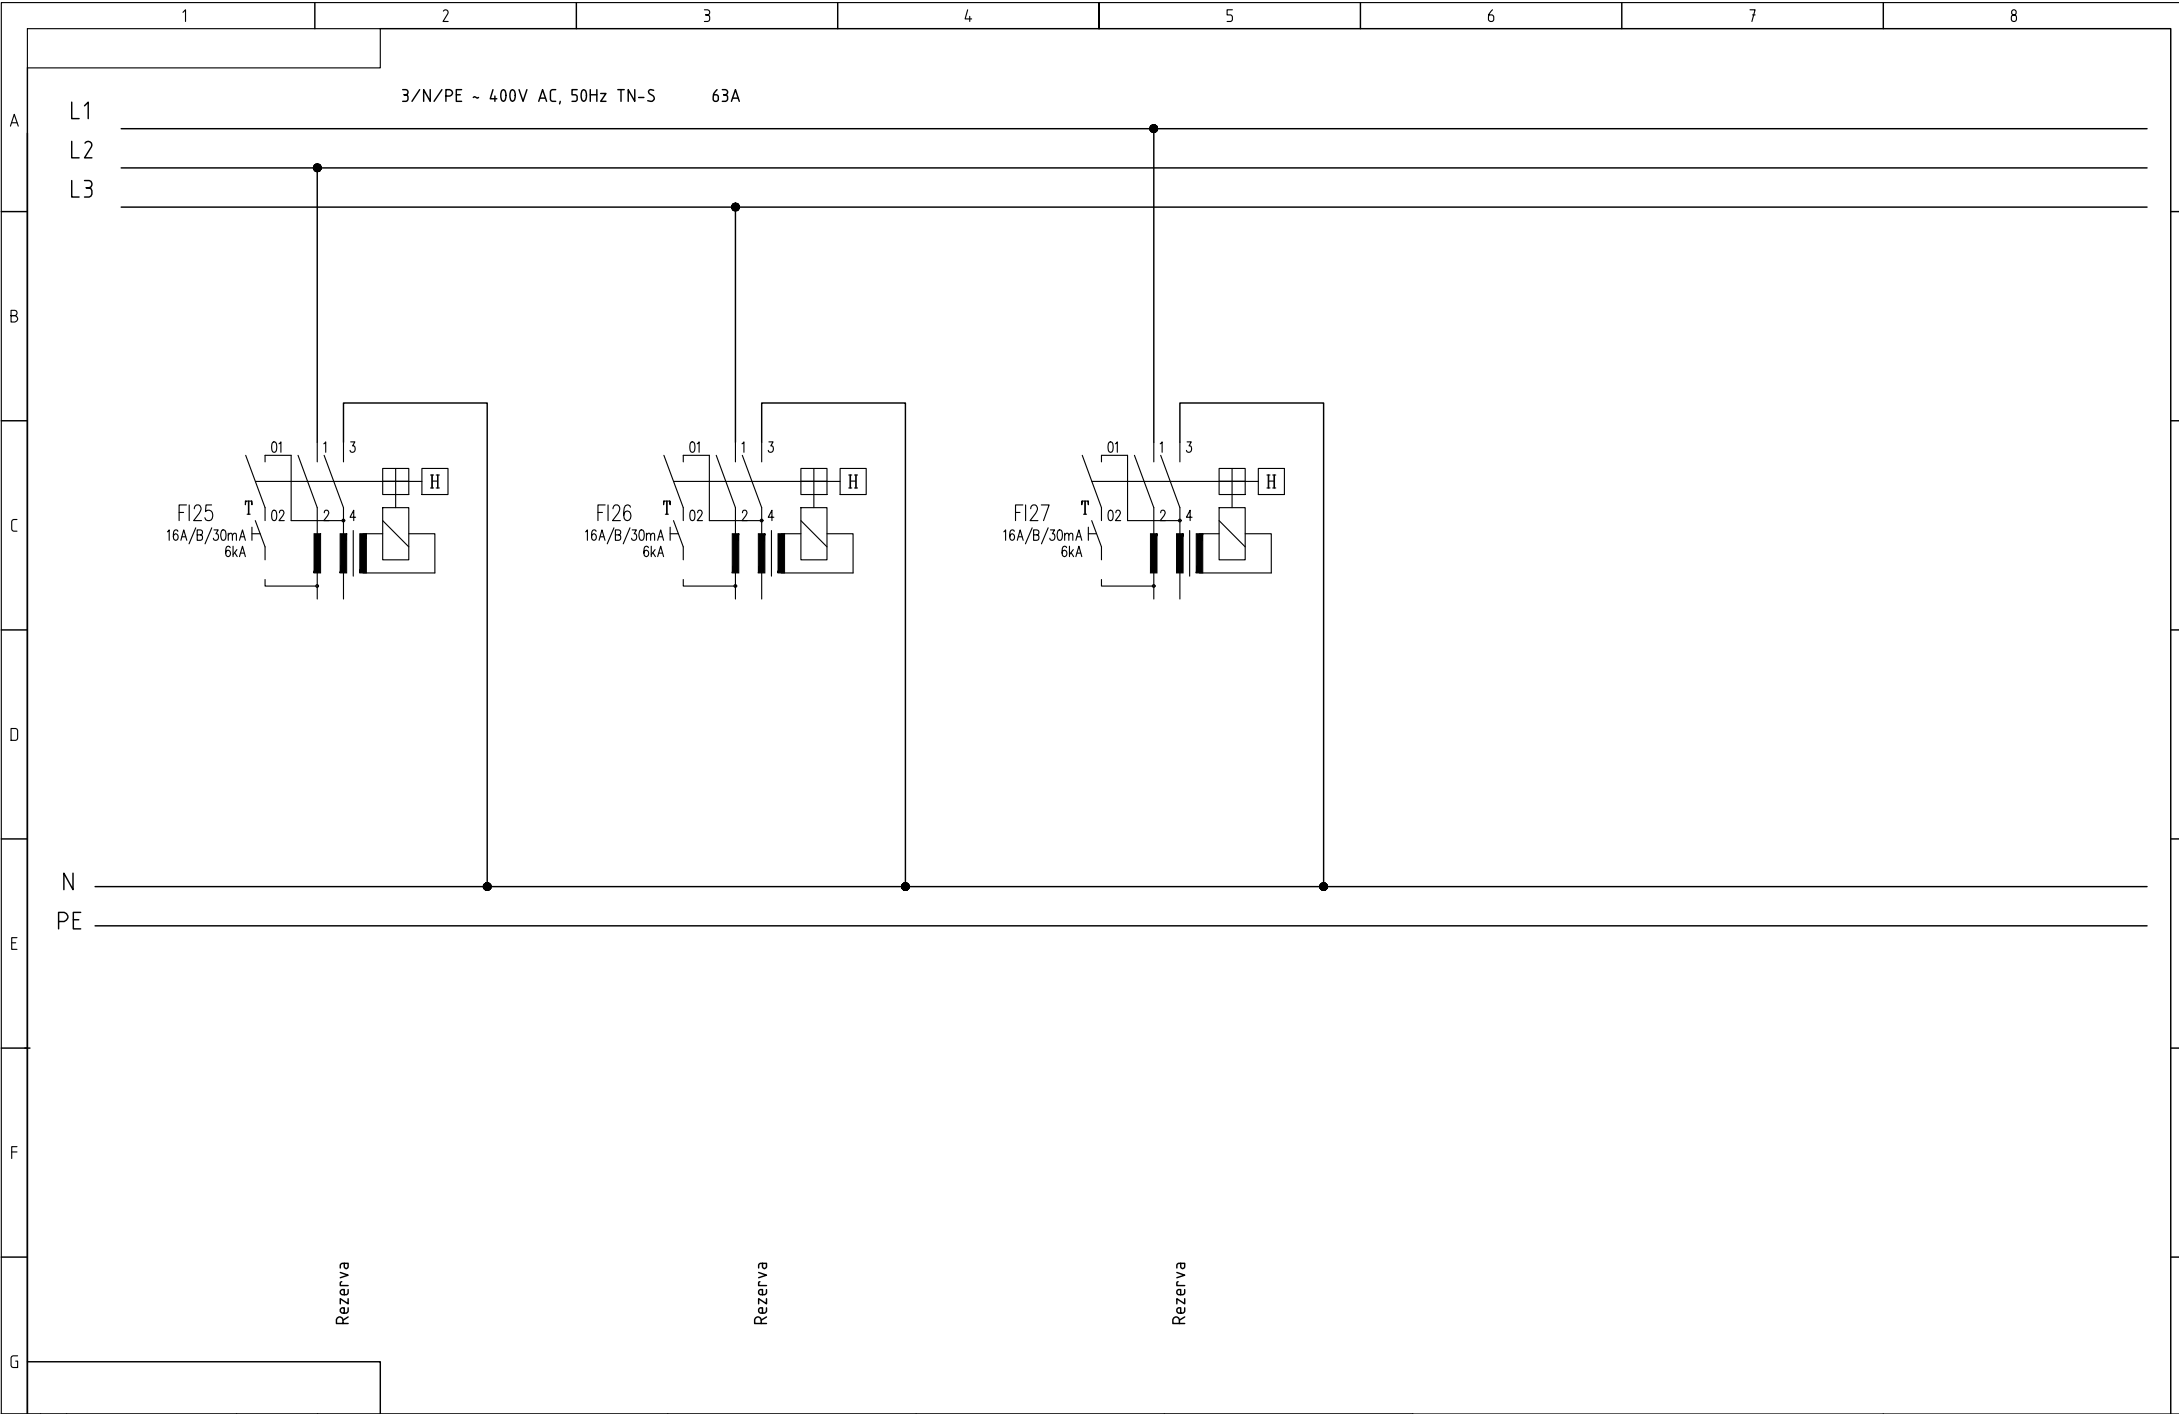 1 2 3 4 5 6 7 8
3/N/PE ~ 400V AC, 50Hz TN-S 63A
A
L1
L2
L3
B
C
01 1 3
H
FI25 T 02 2 4
16A/B/30mA
6kA
01 1 3
H
FI26 T 02 2 4
16A/B/30mA
6kA
01 1 3
H
FI27 T 02 2 4
16A/B/30mA
6kA
D
N
PE
E
F
Rezerva
Rezerva
Rezerva
G